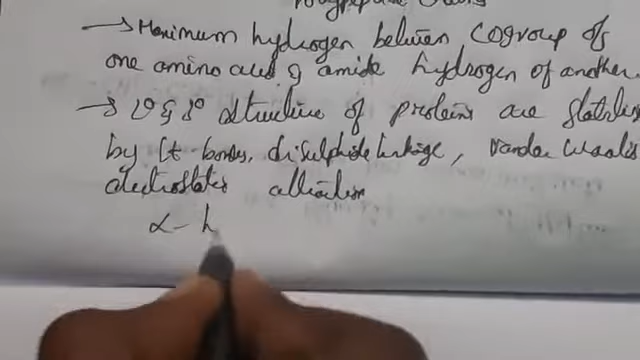 → Maximum hydrogen between CO group of
one amino acid & amide hydrogen of another.
→ 2° & 3° structure of proteins are
by H-bonds, disulphide linkage, vander Waals
electrostatic attraction
α - h